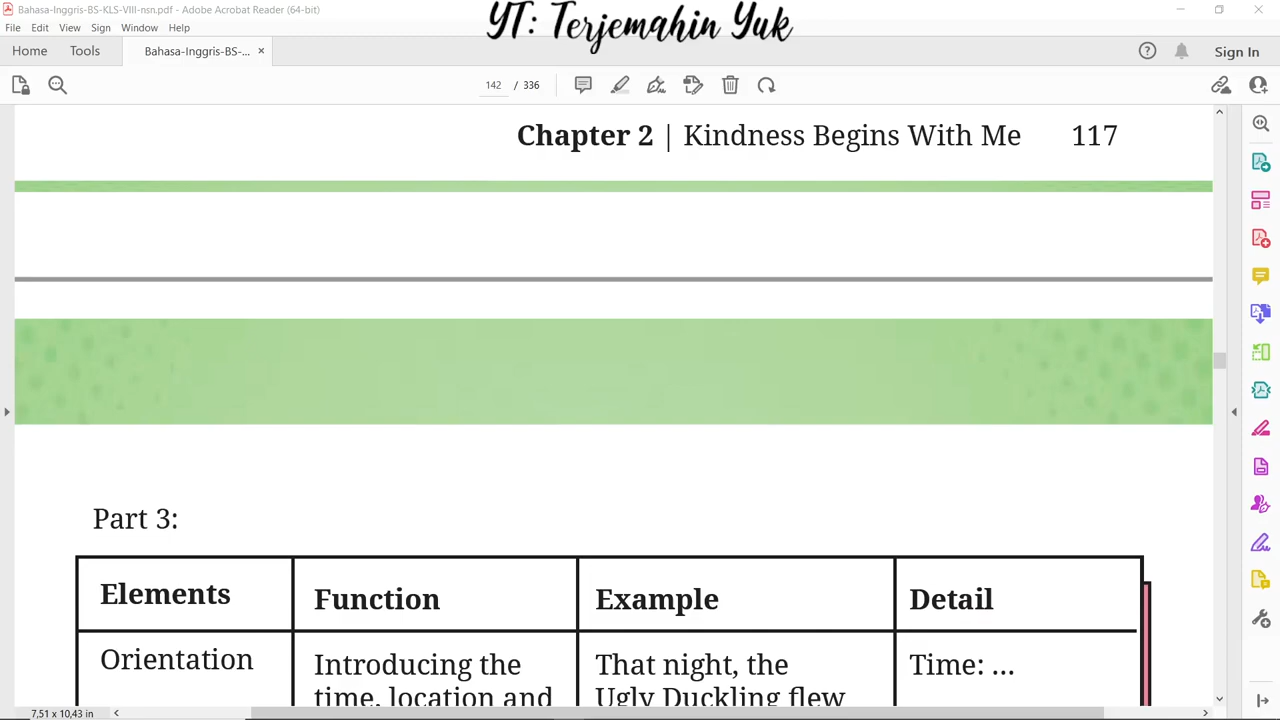 Bahasa-Inggris-BS-KLS-VIII-nsn.pdf - Adobe Acrobat Reader (64-bit)
YT: Terjemahin Yuk
File Edit View Sign Window Help
Home Tools Bahasa-Inggris-BS-... × Sign In
142 / 336
Chapter 2 | Kindness Begins With Me 117
Part 3:
Elements Function Example Detail
Orientation Introducing the That night, the Time: ...
time, location and Ugly Duckling flew
7,51 x 10,43 in